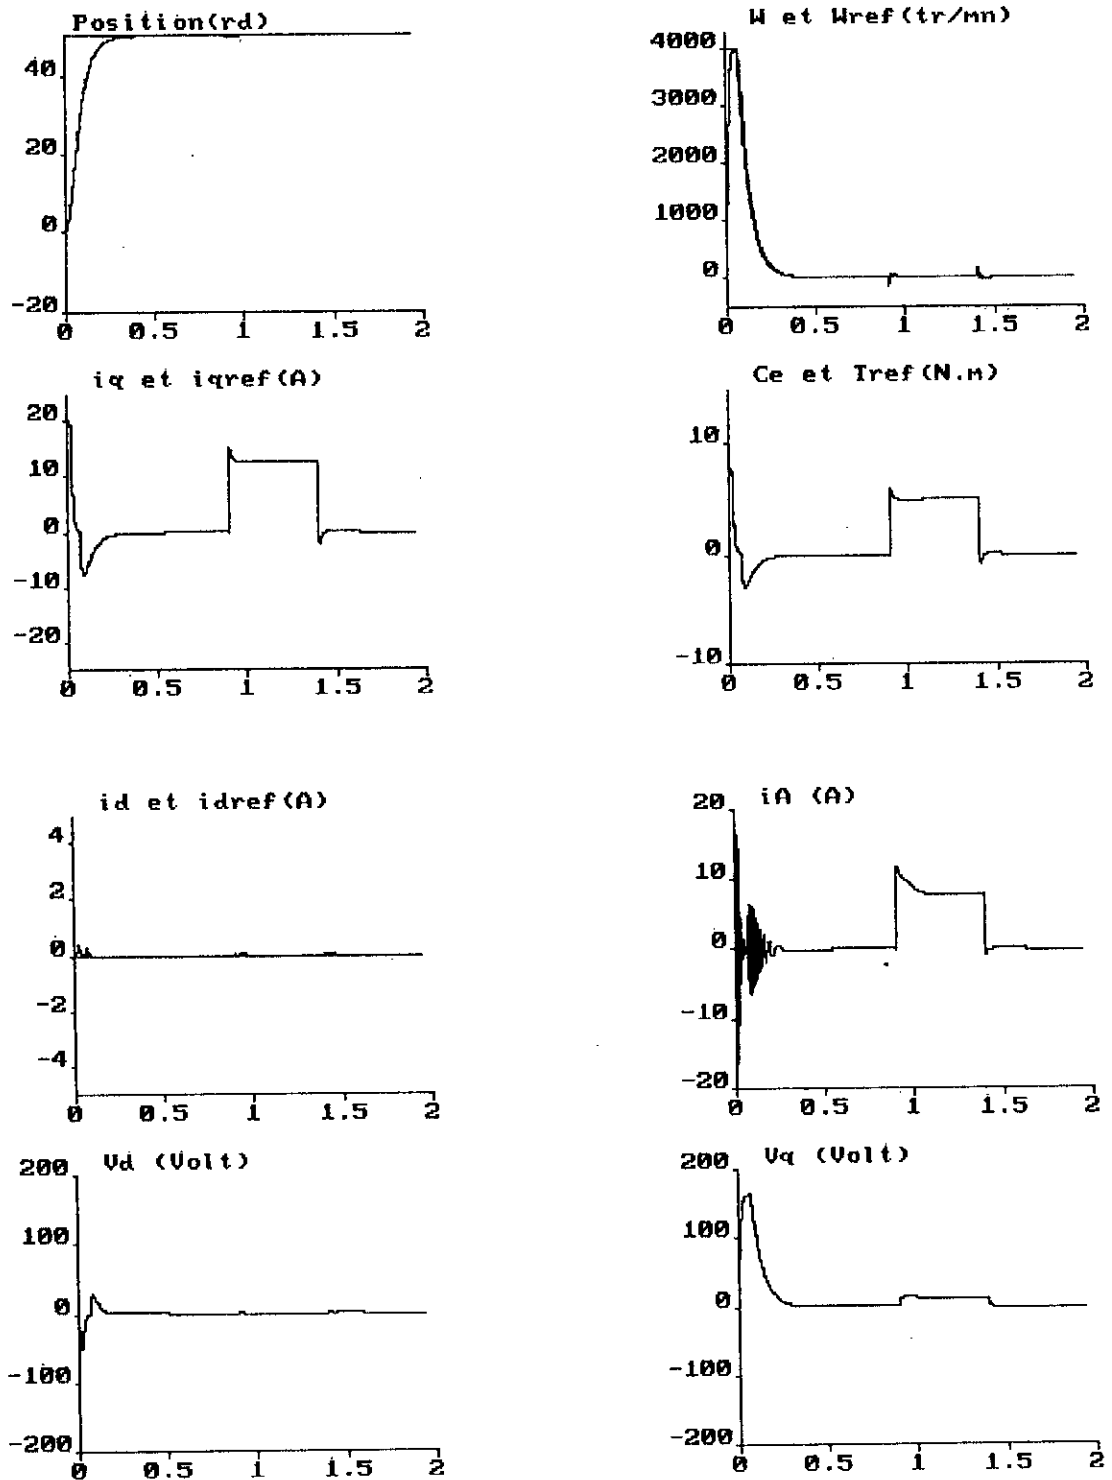 Position(rd)
40
20
0
-20
0 0.5 1 1.5 2
W et Wref(tr/mn)
4000
3000
2000
1000
0
0 0.5 1 1.5 2
iq et iqref(A)
20
10
0
-10
-20
0 0.5 1 1.5 2
Ce et Tref(N.m)
10
0
-10
0 0.5 1 1.5 2
id et idref(A)
4
2
0
-2
-4
0 0.5 1 1.5 2
iA (A)
20
10
0
-10
-20
0 0.5 1 1.5 2
Vd (Volt)
200
100
0
-100
-200
0 0.5 1 1.5 2
Vq (Volt)
200
100
0
-100
-200
0 0.5 1 1.5 2